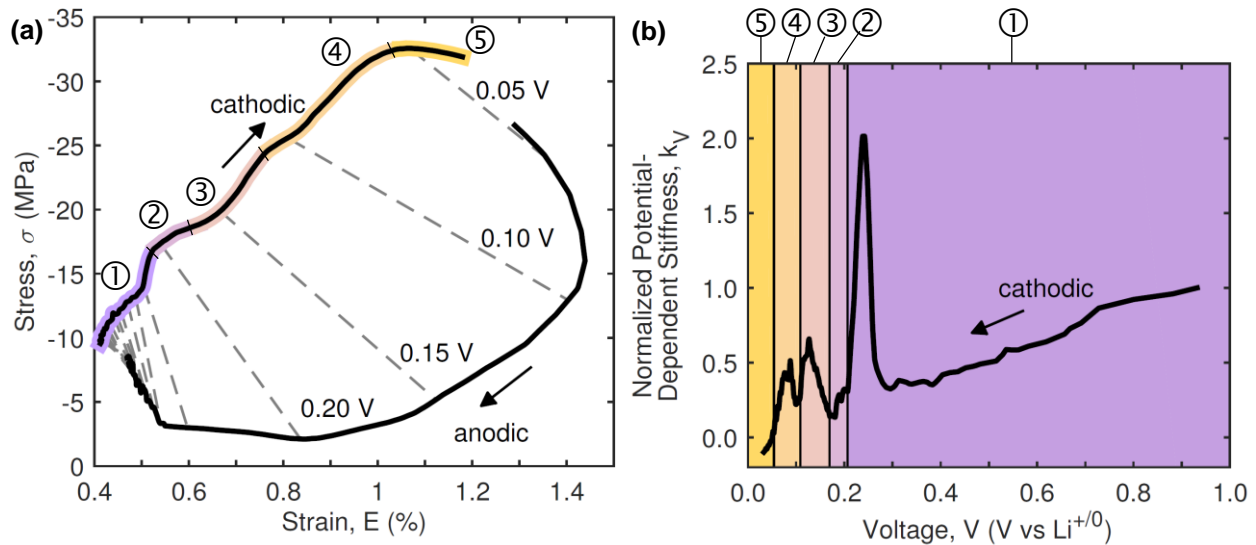 (a)
Stress, σ (MPa)
-35
-30
-25
-20
-15
-10
-5
0
0.4
0.6
0.8
1.0
1.2
1.4
Strain, E (%)
①
②
③
④
⑤
cathodic
anodic
0.05 V
0.10 V
0.15 V
0.20 V
(b)
⑤ ④ ③ ② ①
Normalized Potential-
Dependent Stiffness, kV
2.5
2.0
1.5
1.0
0.5
0.0
cathodic
0.0 0.2 0.4 0.6 0.8 1.0
Voltage, V (V vs Li+/0)